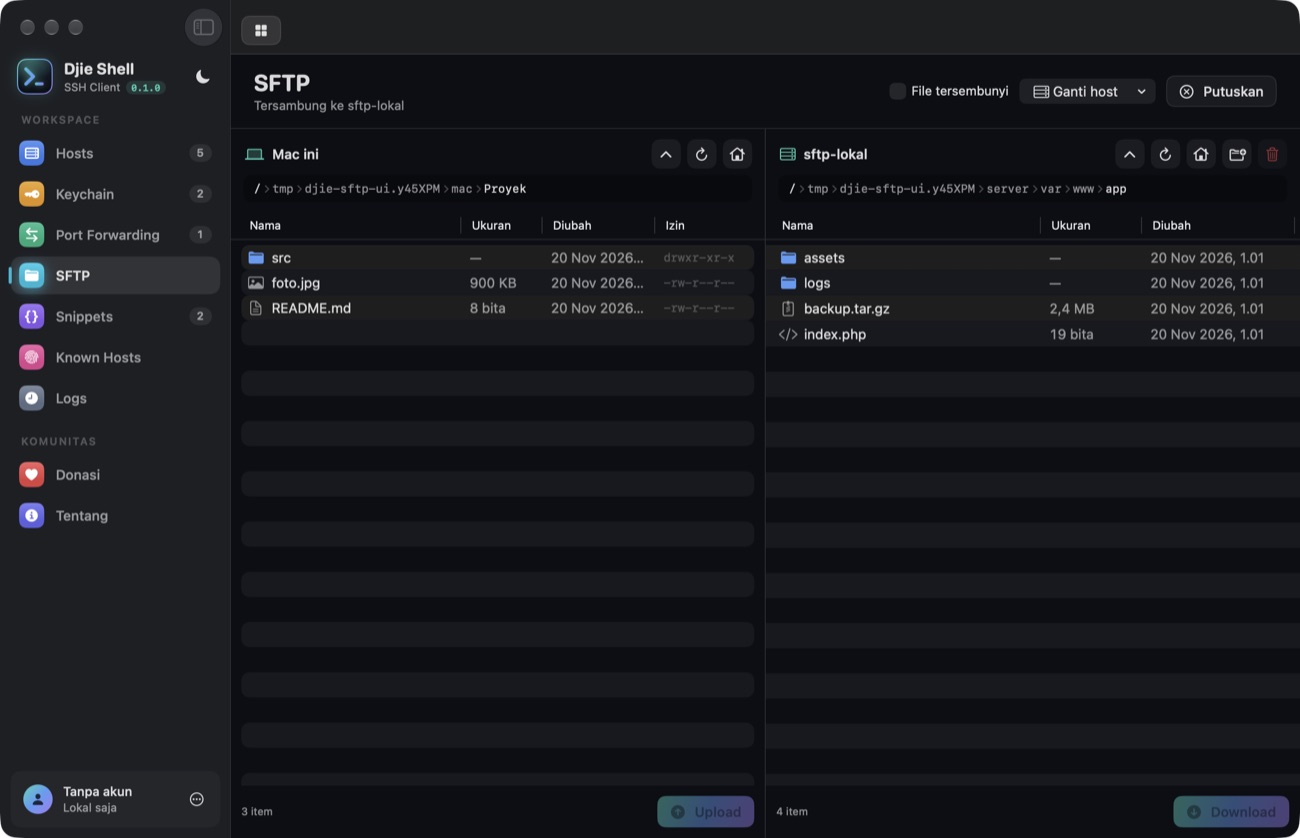 Djie Shell
SSH Client 0.1.0
WORKSPACE
Hosts 5
Keychain 2
Port Forwarding 1
SFTP
Snippets 2
Known Hosts
Logs
KOMUNITAS
Donasi
Tentang
Tanpa akun
Lokal saja
SFTP
Tersambung ke sftp-lokal
File tersembunyi
Ganti host
Putuskan
Mac ini
/ > tmp > djie-sftp-ui.y45XPM > mac > Proyek
Nama Ukuran Diubah Izin
src — 20 Nov 2026... drwxr-xr-x
foto.jpg 900 KB 20 Nov 2026... -rw-r--r--
README.md 8 bita 20 Nov 2026... -rw-r--r--
3 item
Upload
sftp-lokal
/ > tmp > djie-sftp-ui.y45XPM > server > var > www > app
Nama Ukuran Diubah
assets — 20 Nov 2026, 1.01
logs — 20 Nov 2026, 1.01
backup.tar.gz 2,4 MB 20 Nov 2026, 1.01
index.php 19 bita 20 Nov 2026, 1.01
4 item
Download